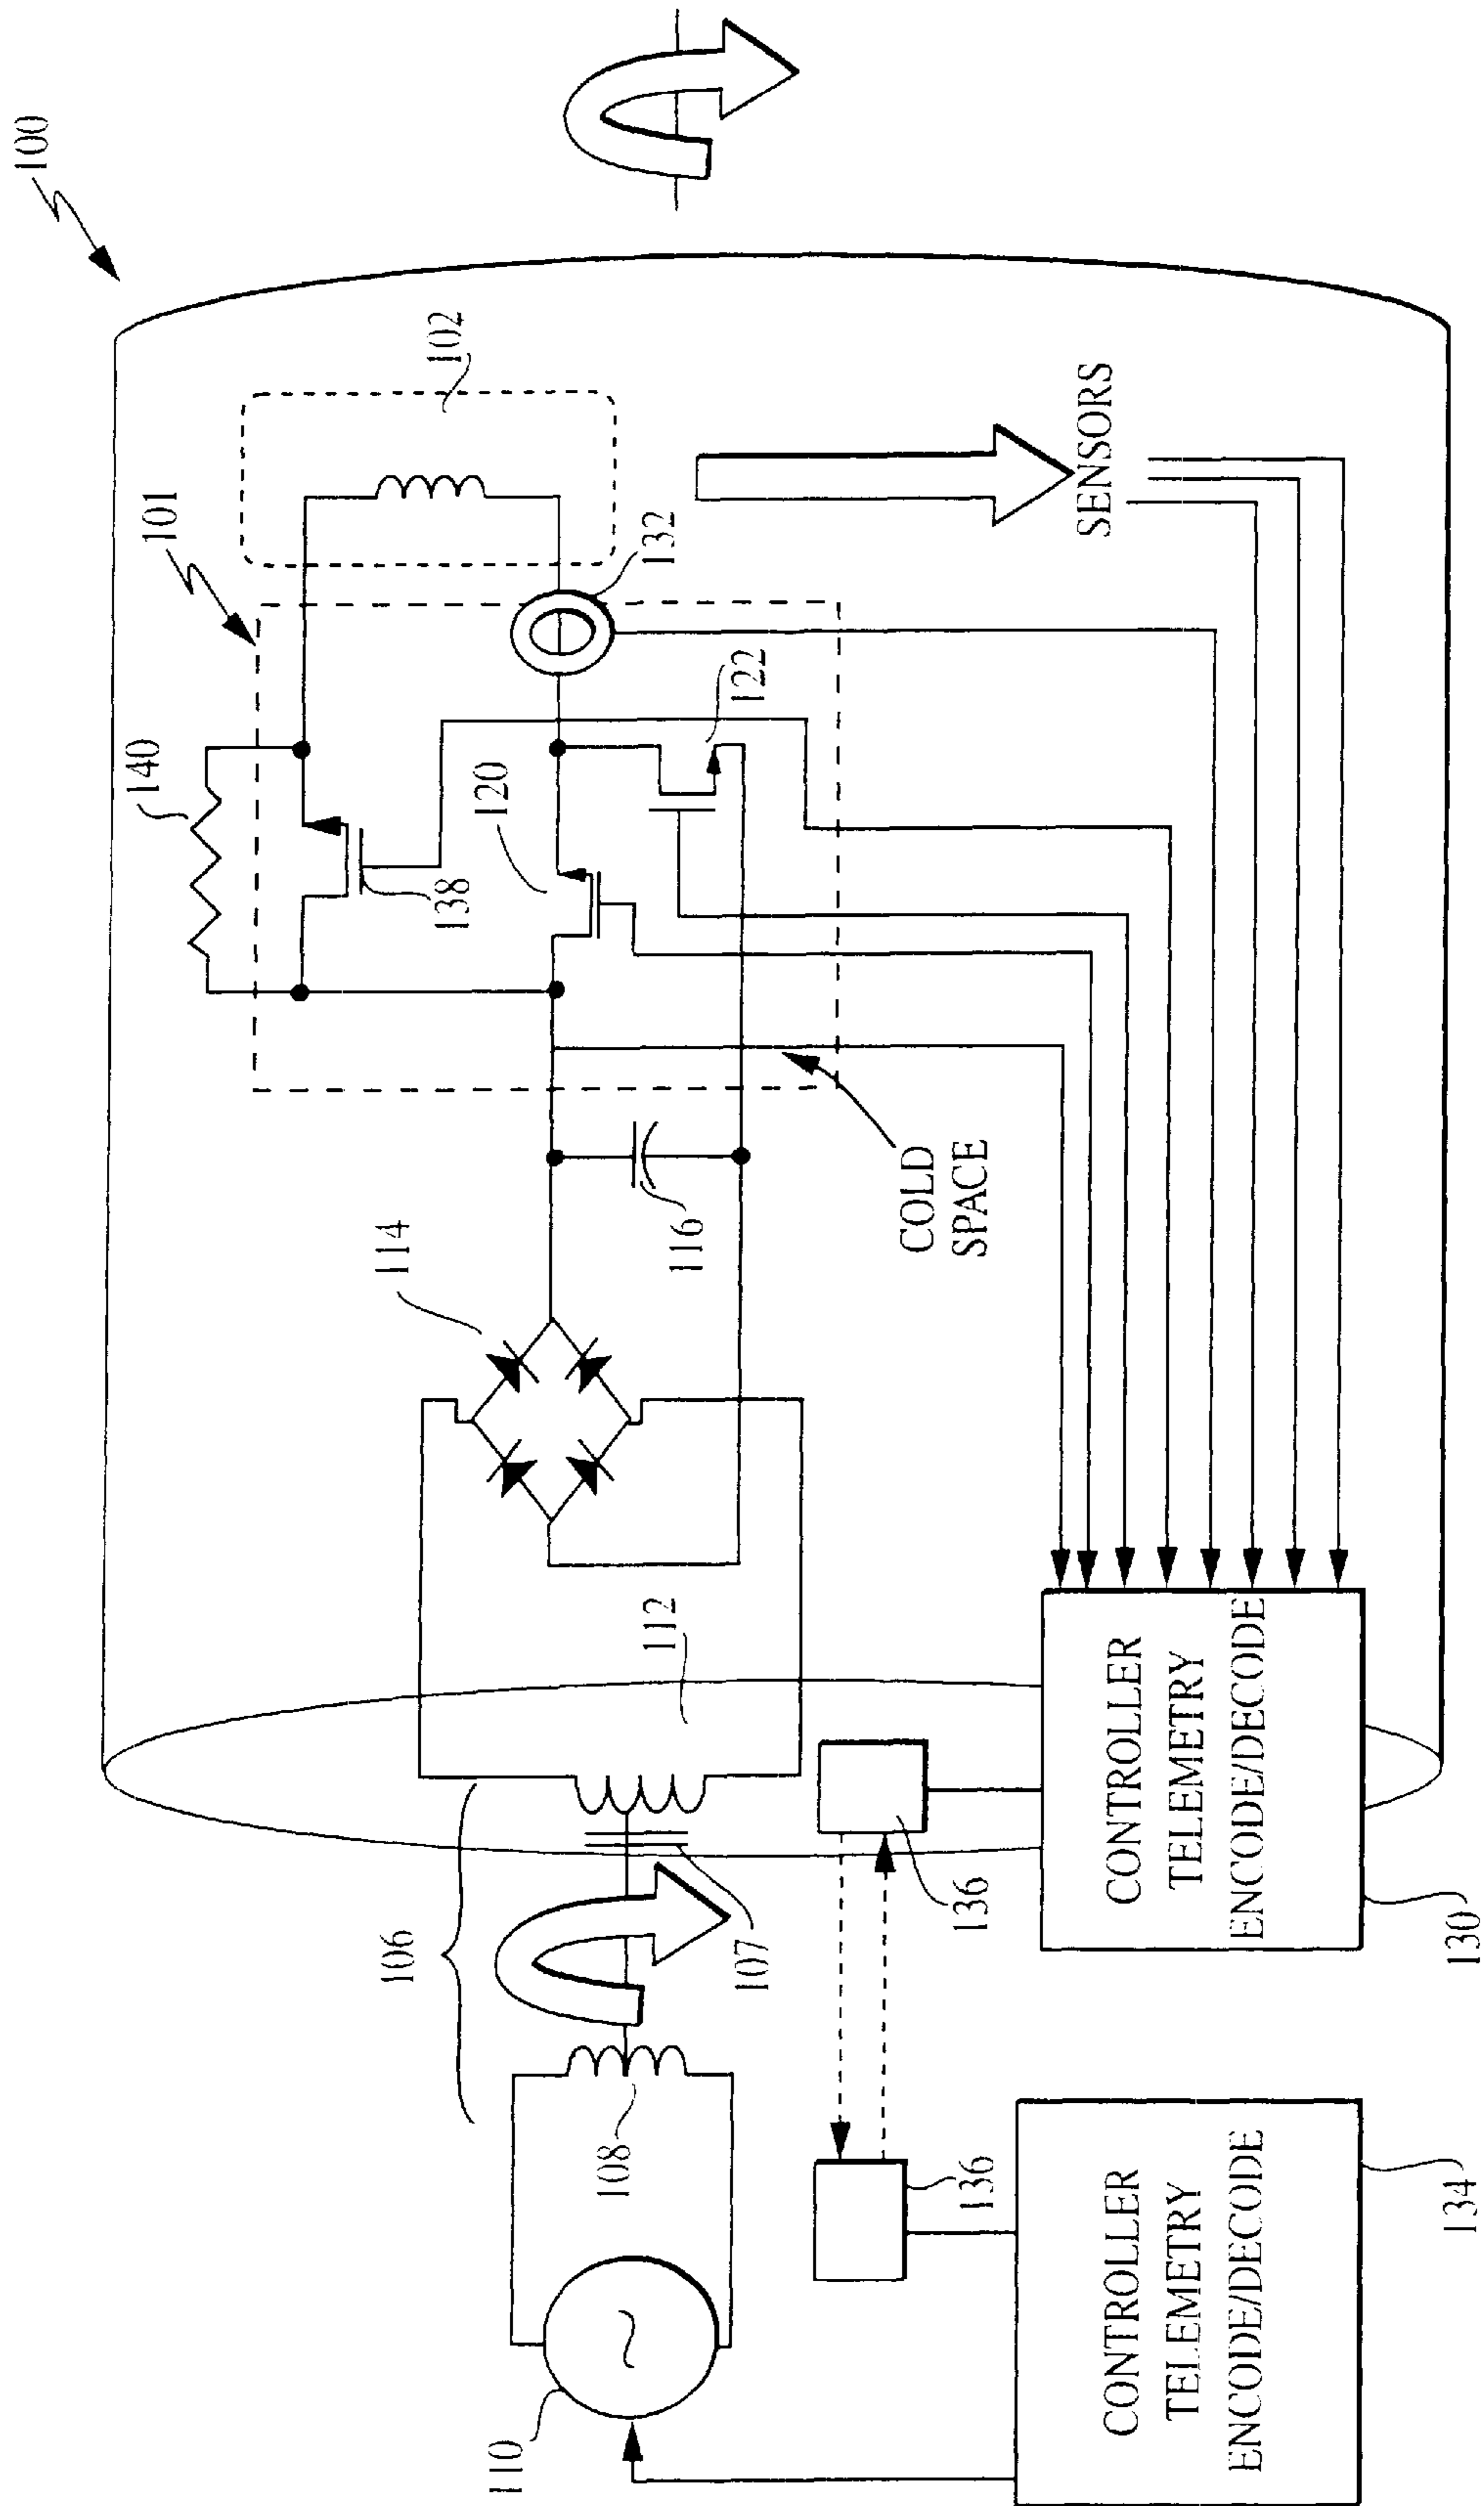 100
102
101
SENSORS
132
140
122
120
138
COLD
SPACE
114
116
112
106
107
136
CONTROLLER
TELEMETRY
ENCODE/DECODE
130
108
136
110
CONTROLLER
TELEMETRY
ENCODE/DECODE
134